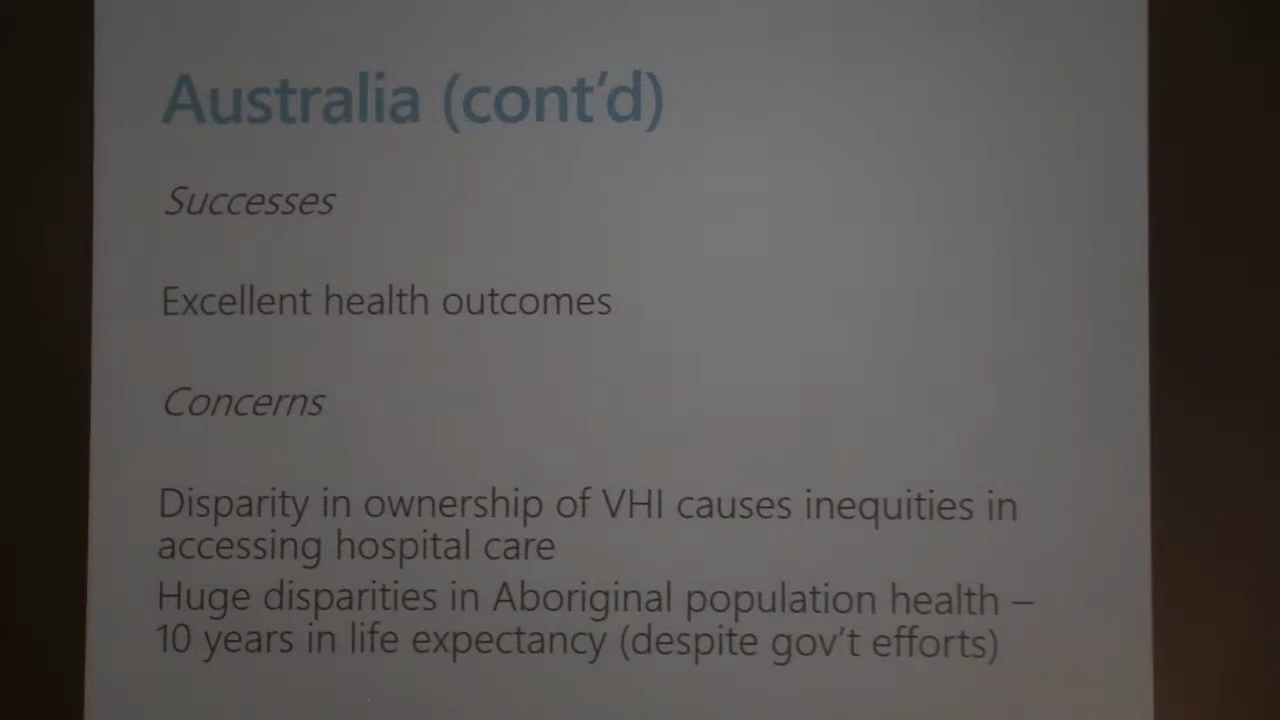 Australia (cont'd)
Successes
Excellent health outcomes
Concerns
Disparity in ownership of VHI causes inequities in
accessing hospital care
Huge disparities in Aboriginal population health –
10 years in life expectancy (despite gov't efforts)